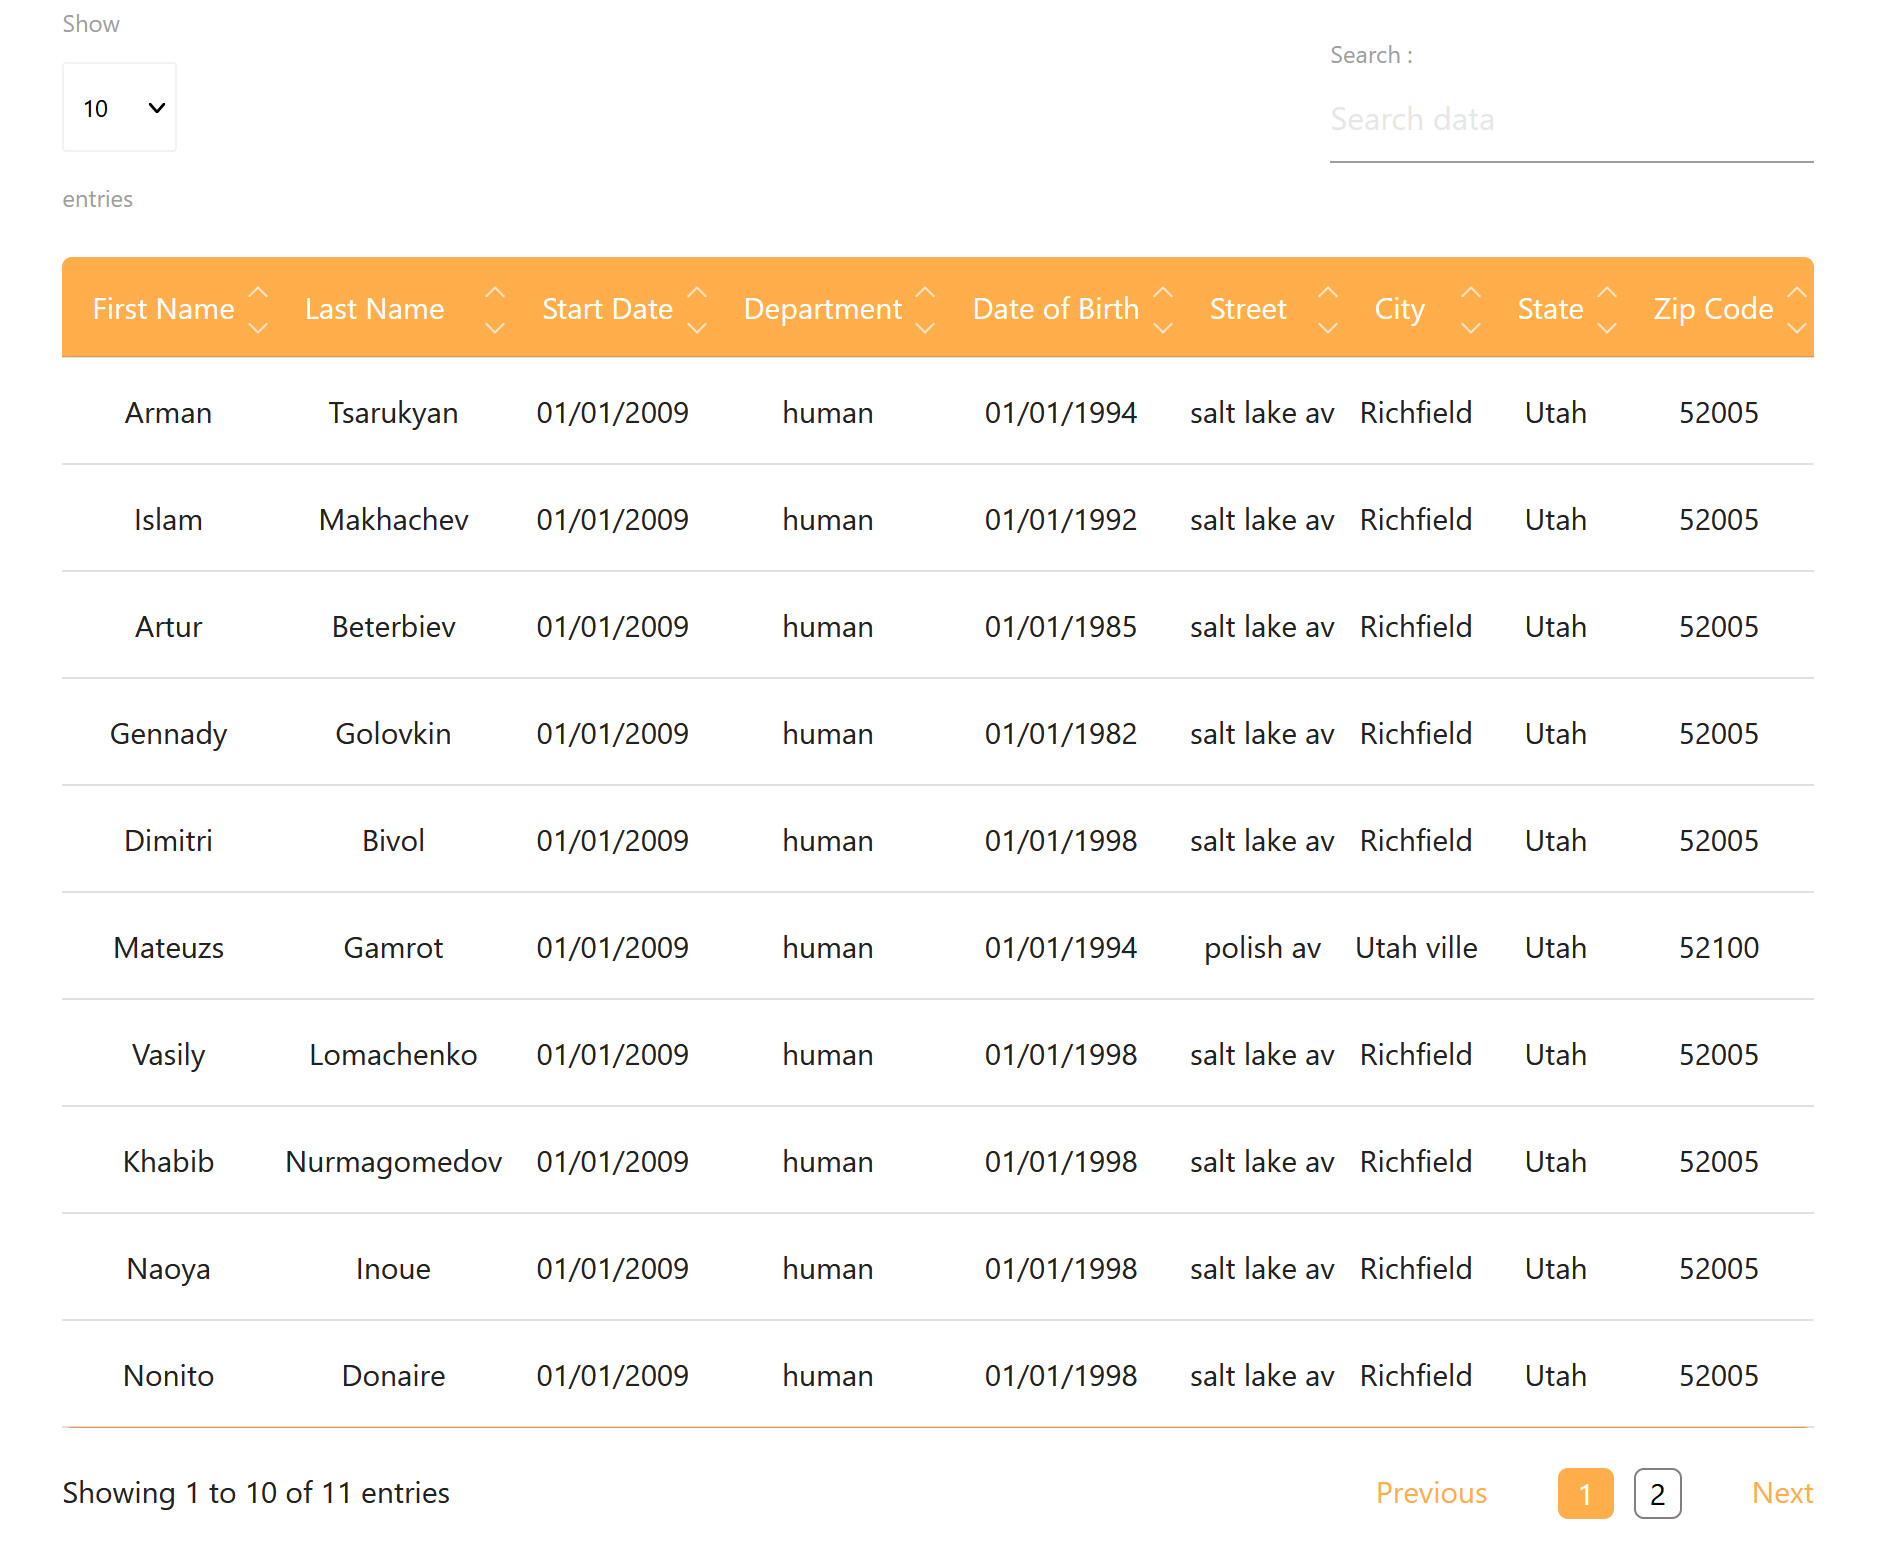 Show
Search :
10
Search data
entries
First Name Last Name Start Date Department Date of Birth Street City State Zip Code
Arman Tsarukyan 01/01/2009 human 01/01/1994 salt lake av Richfield Utah 52005
Islam Makhachev 01/01/2009 human 01/01/1992 salt lake av Richfield Utah 52005
Artur Beterbiev 01/01/2009 human 01/01/1985 salt lake av Richfield Utah 52005
Gennady Golovkin 01/01/2009 human 01/01/1982 salt lake av Richfield Utah 52005
Dimitri Bivol 01/01/2009 human 01/01/1998 salt lake av Richfield Utah 52005
Mateuzs Gamrot 01/01/2009 human 01/01/1994 polish av Utah ville Utah 52100
Vasily Lomachenko 01/01/2009 human 01/01/1998 salt lake av Richfield Utah 52005
Khabib Nurmagomedov 01/01/2009 human 01/01/1998 salt lake av Richfield Utah 52005
Naoya Inoue 01/01/2009 human 01/01/1998 salt lake av Richfield Utah 52005
Nonito Donaire 01/01/2009 human 01/01/1998 salt lake av Richfield Utah 52005
Showing 1 to 10 of 11 entries Previous 1 2 Next